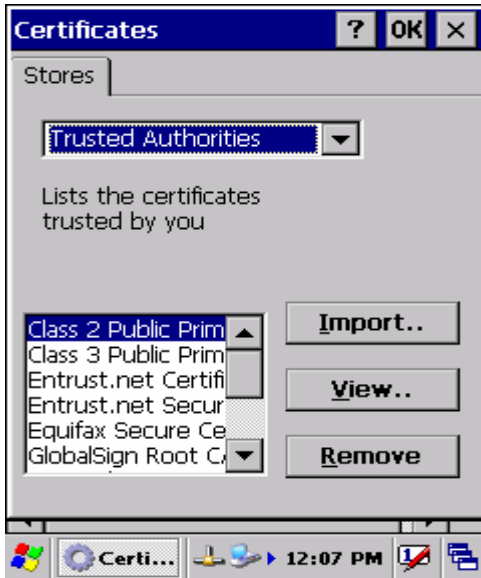 Certificates ? OK ×
Stores
Trusted Authorities
Lists the certificates
trusted by you
Class 2 Public Prim
Class 3 Public Prim
Entrust.net Certifi
Entrust.net Secur
Equifax Secure Ce
GlobalSign Root CA
Import..
View..
Remove
Certi... 12:07 PM